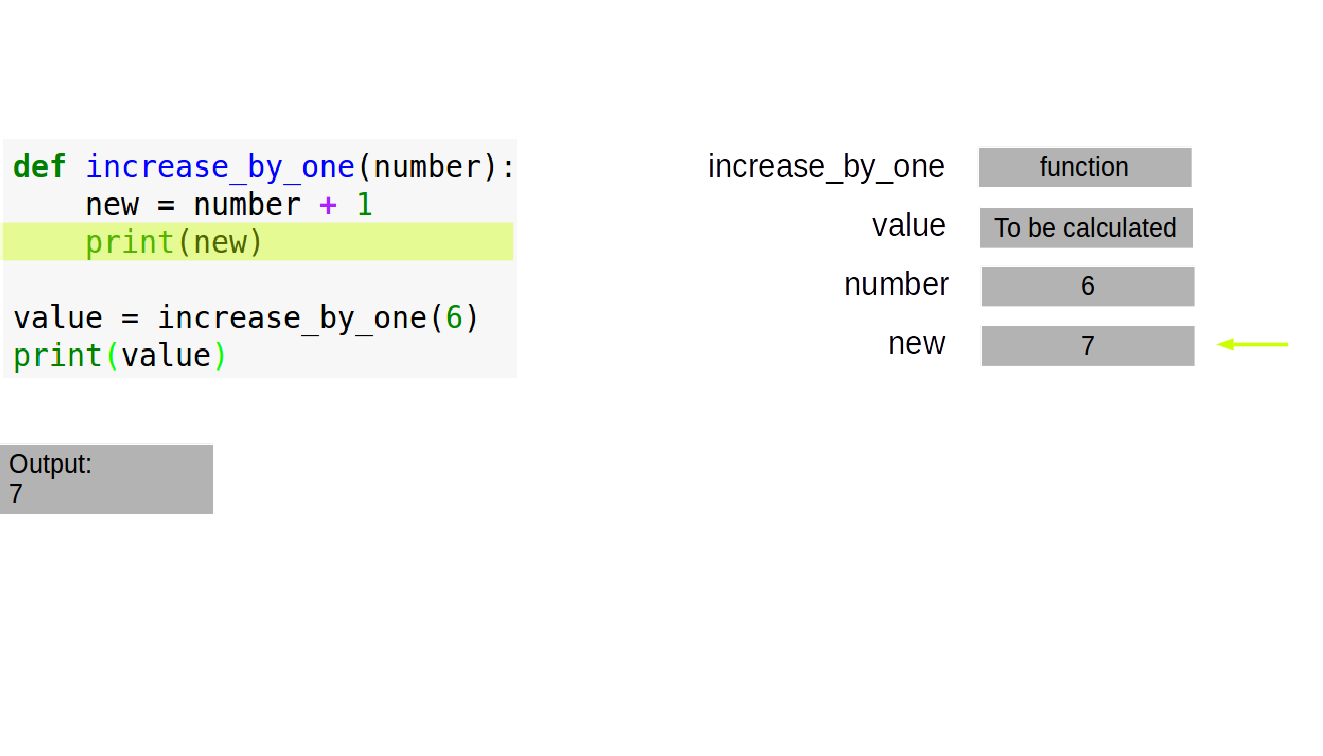 def increase_by_one(number):
    new = number + 1
    print(new)

value = increase_by_one(6)
print(value)
increase_by_one function
value To be calculated
number 6
new 7
Output:
7